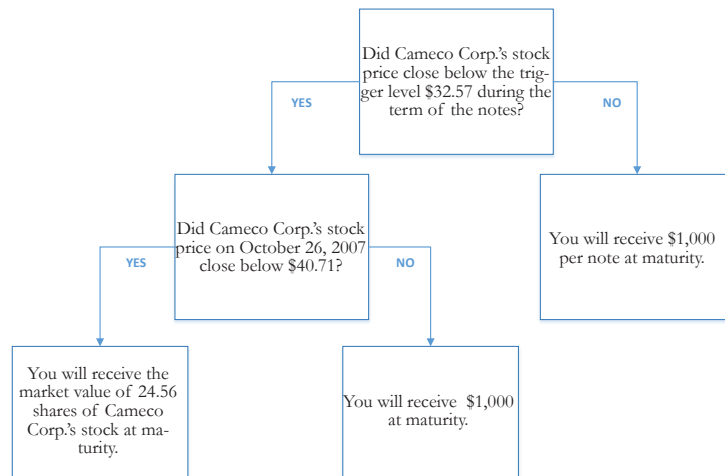 Did Cameco Corp.'s stock
price close below the trig-
ger level $32.57 during the
term of the notes?
YES
NO
Did Cameco Corp.'s stock
price on October 26, 2007
close below $40.71?
You will receive $1,000
per note at maturity.
YES
NO
You will receive the
market value of 24.56
shares of Cameco
Corp.'s stock at ma-
turity.
You will receive $1,000
at maturity.